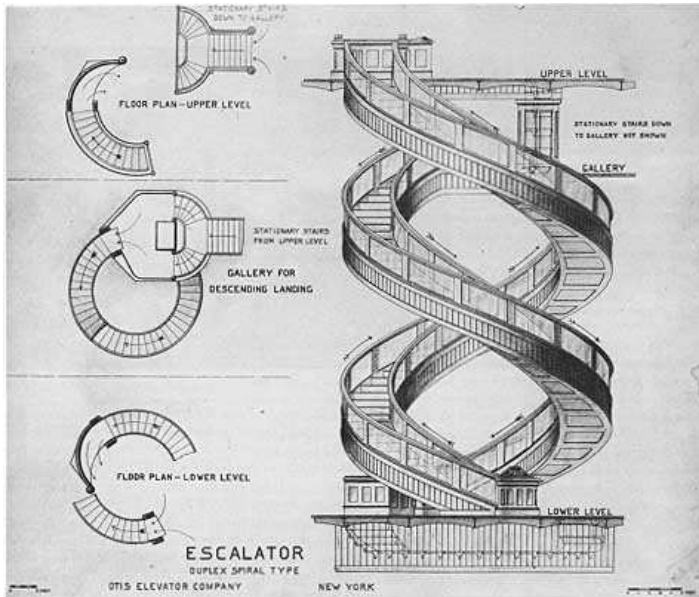 STATIONARY STAIRS
DOWN TO GALLERY
FLOOR PLAN - UPPER LEVEL
UPPER LEVEL
STATIONARY STAIRS DOWN
TO GALLERY NOT SHOWN
GALLERY
STATIONARY STAIRS
FROM UPPER LEVEL
GALLERY FOR
DESCENDING LANDING
FLOOR PLAN - LOWER LEVEL
LOWER LEVEL
ESCALATOR
DUPLEX SPIRAL TYPE
OTIS ELEVATOR COMPANY
NEW YORK